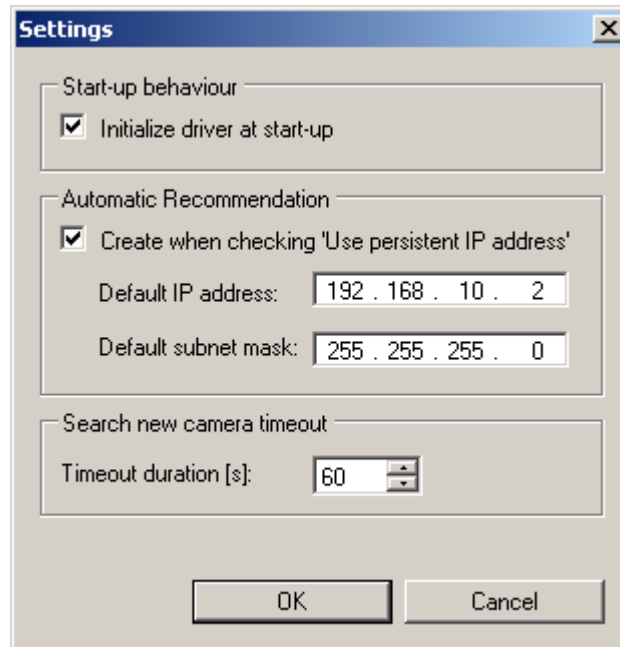 Settings
Start-up behaviour
Initialize driver at start-up
Automatic Recommendation
Create when checking 'Use persistent IP address'
Default IP address: 192 . 168 . 10 . 2
Default subnet mask: 255 . 255 . 255 . 0
Search new camera timeout
Timeout duration [s]: 60
OK Cancel